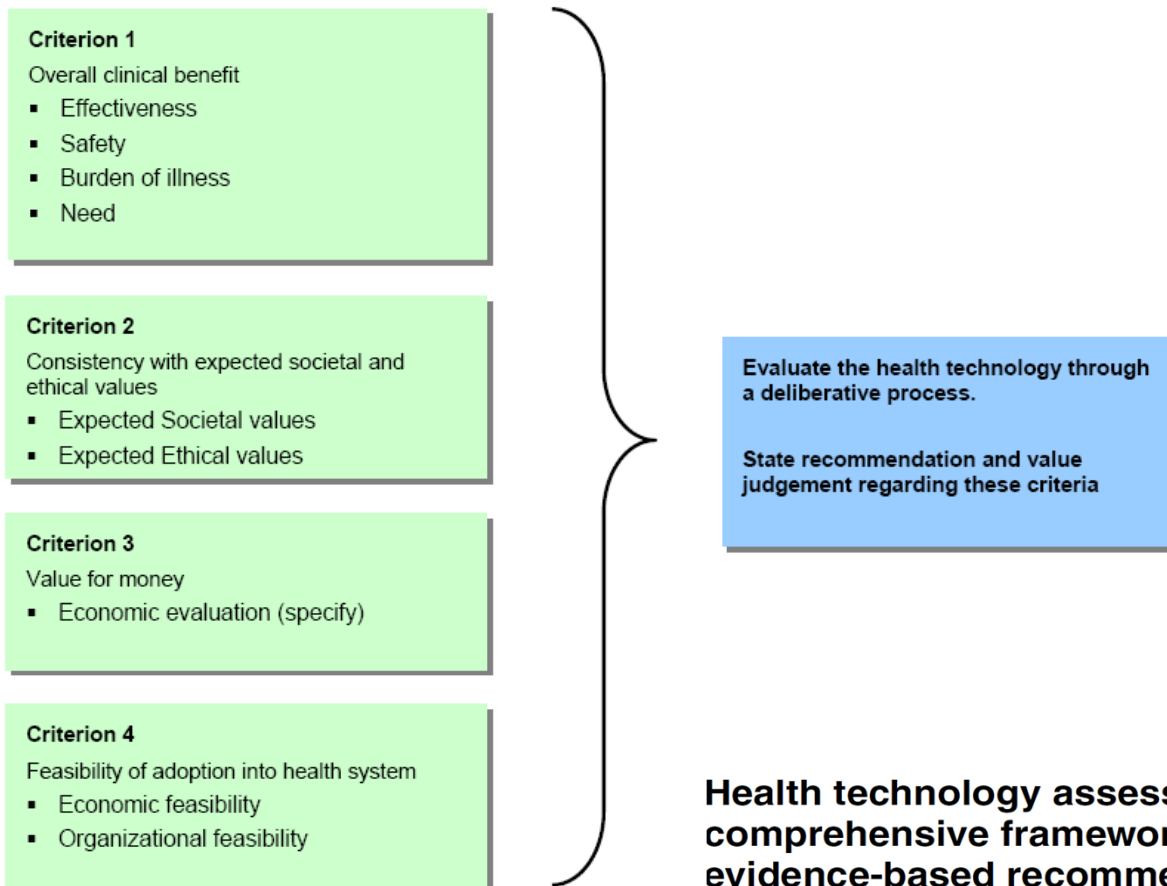 Criterion 1
Overall clinical benefit
▪ Effectiveness
▪ Safety
▪ Burden of illness
▪ Need
Criterion 2
Consistency with expected societal and
ethical values
▪ Expected Societal values
▪ Expected Ethical values
Criterion 3
Value for money
▪ Economic evaluation (specify)
Criterion 4
Feasibility of adoption into health system
▪ Economic feasibility
▪ Organizational feasibility
Evaluate the health technology through
a deliberative process.
State recommendation and value
judgement regarding these criteria
Health technology assess
comprehensive framewor
evidence-based recomme